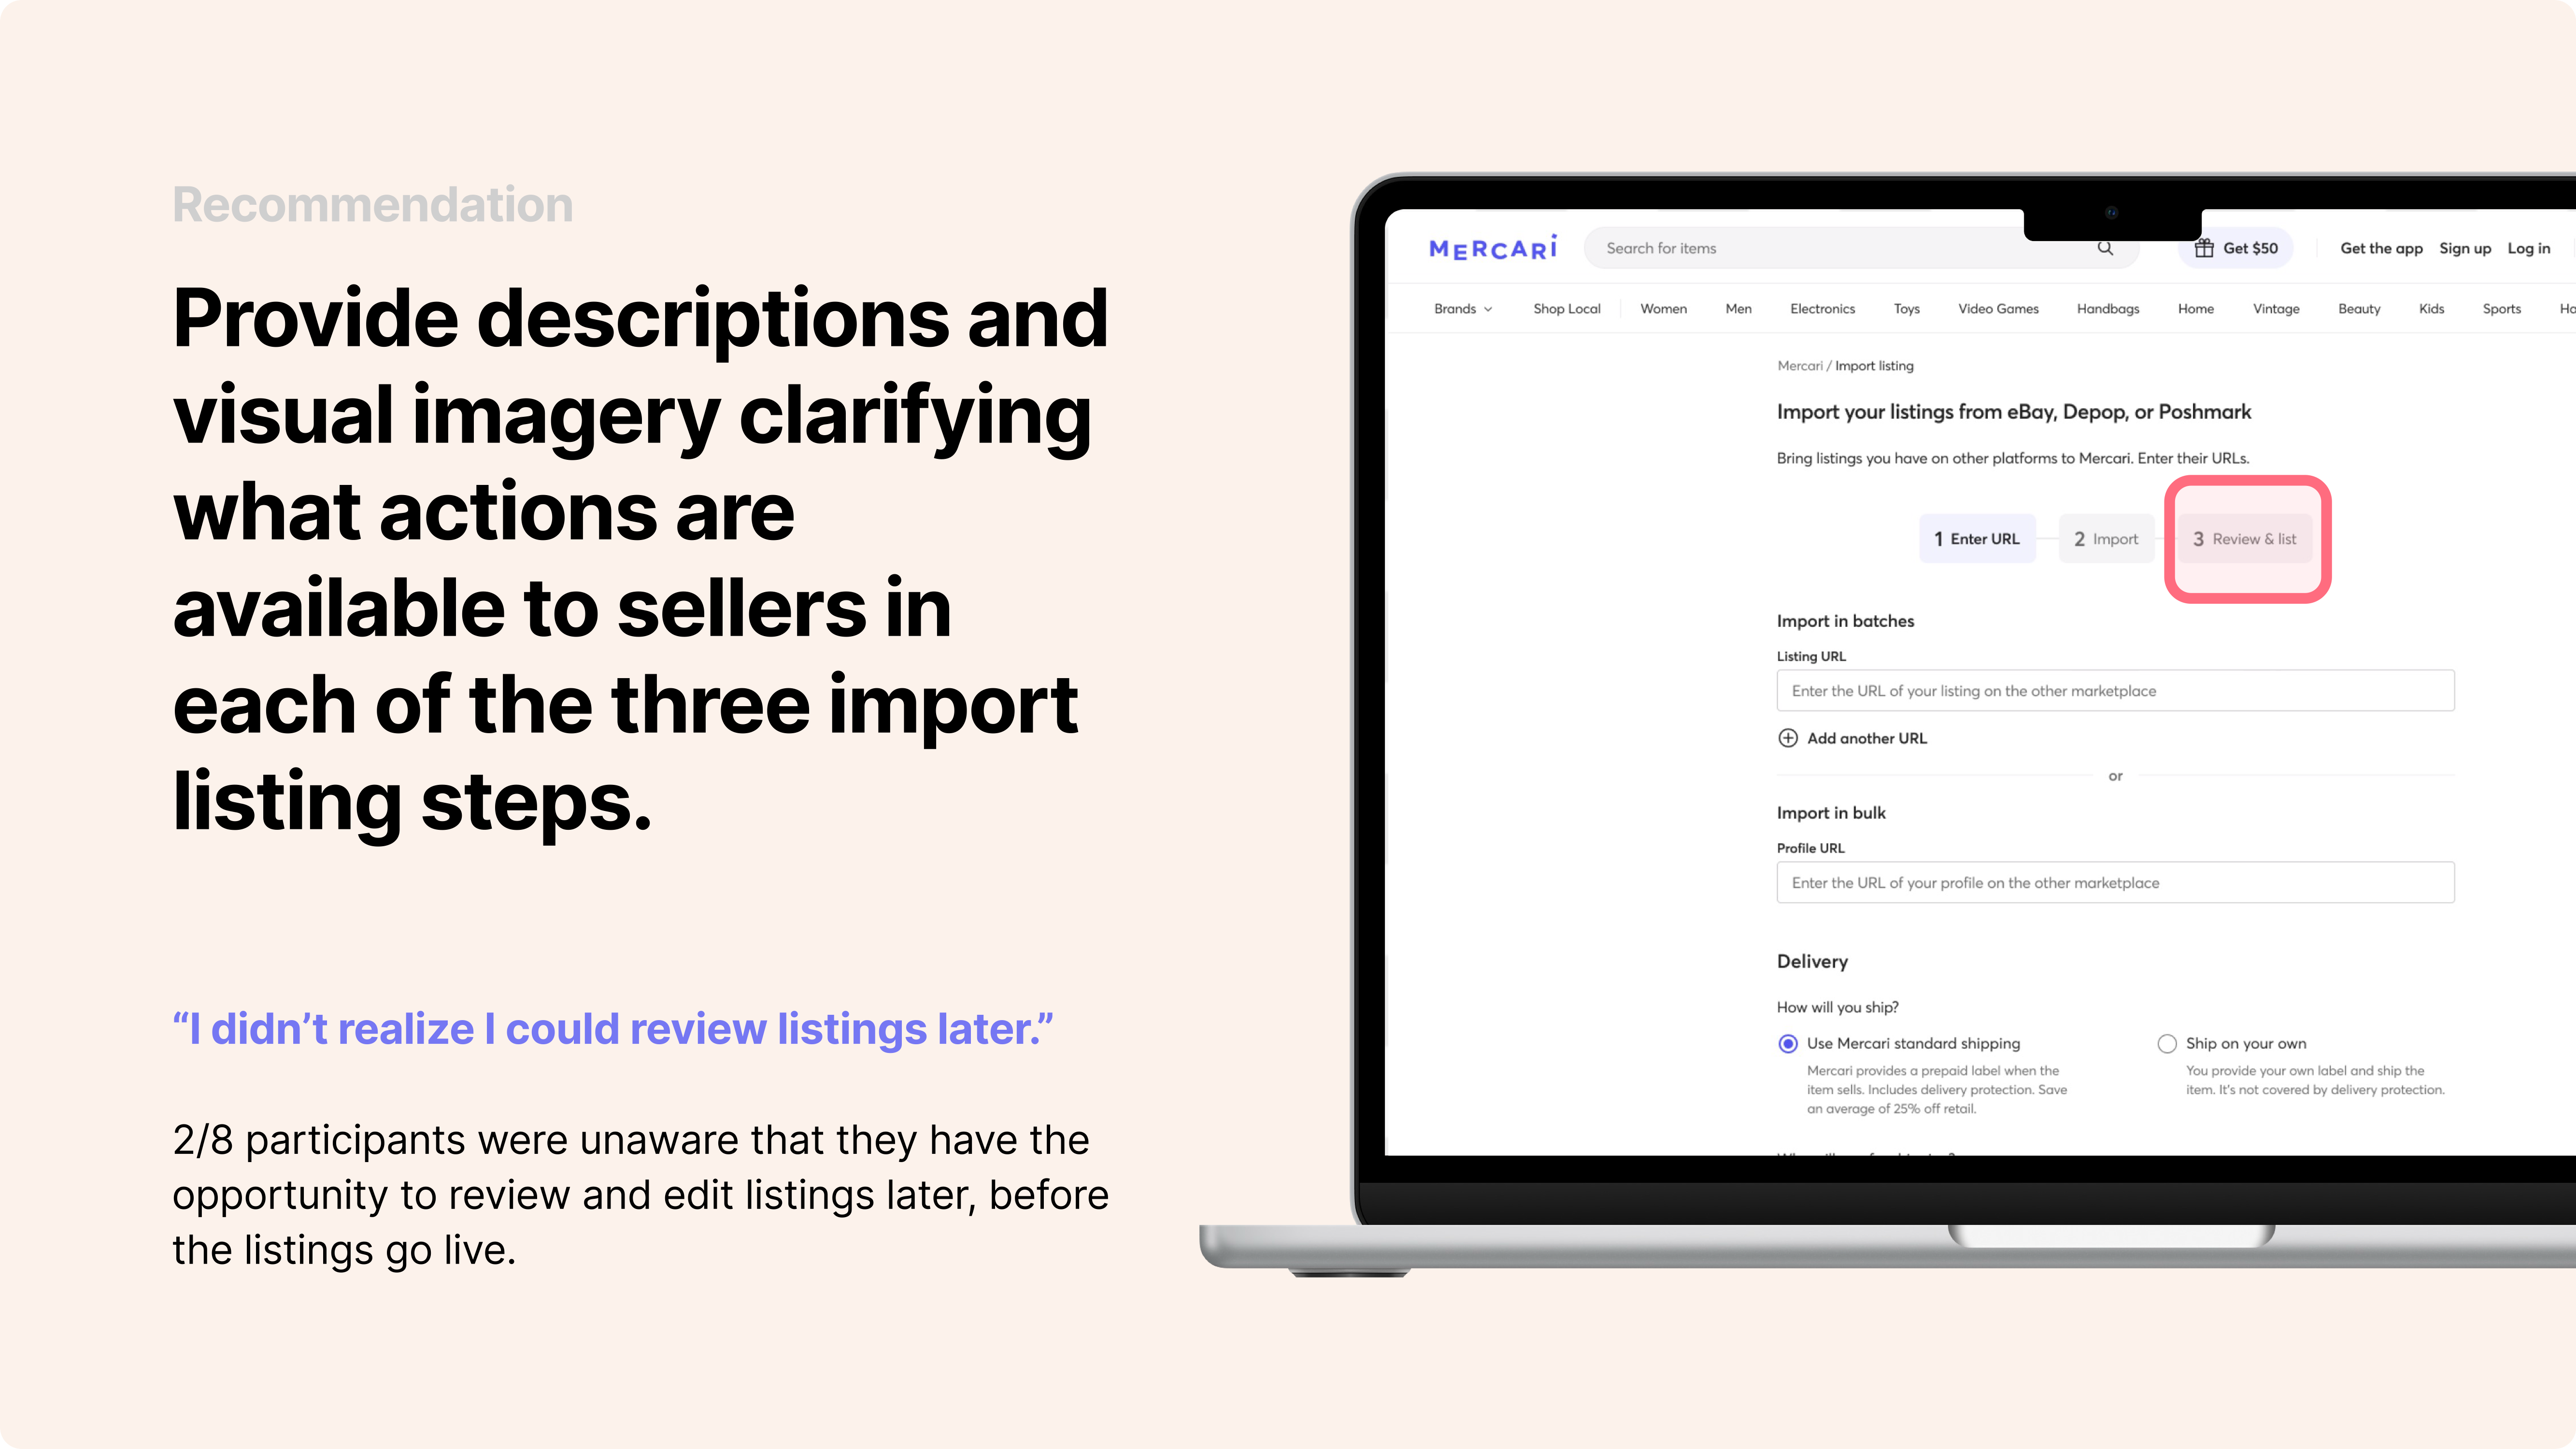 Recommendation
Provide descriptions and
visual imagery clarifying
what actions are
available to sellers in
each of the three import
listing steps.
“I didn’t realize I could review listings later.”
2/8 participants were unaware that they have the
opportunity to review and edit listings later, before
the listings go live.
MERCARI Search for items Get $50 Get the app Sign up Log in
Brands Shop Local Women Men Electronics Toys Video Games Handbags Home Vintage Beauty Kids Sports
Mercari / Import listing
Import your listings from eBay, Depop, or Poshmark
Bring listings you have on other platforms to Mercari. Enter their URLs.
1 Enter URL 2 Import 3 Review & list
Import in batches
Listing URL
Enter the URL of your listing on the other marketplace
Add another URL
or
Import in bulk
Profile URL
Enter the URL of your profile on the other marketplace
Delivery
How will you ship?
Use Mercari standard shipping
Mercari provides a prepaid label when the
item sells. Includes delivery protection. Save
an average of 25% off retail.
Ship on your own
You provide your own label and ship the
item. It's not covered by delivery protection.